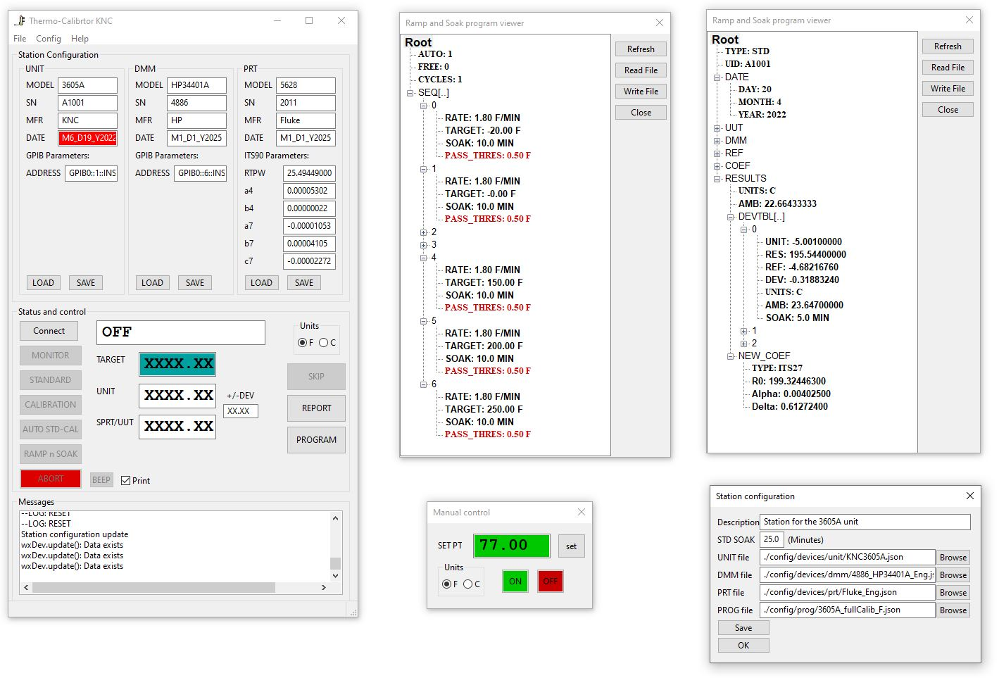 Thermo-Calibrtor KNC
File Config Help
Station Configuration
UNIT
MODEL 3605A
SN A1001
MFR KNC
DATE M6_D19_Y2022
GPIB Parameters:
ADDRESS GPIB0::1::INS
LOAD SAVE
DMM
MODEL HP34401A
SN 4886
MFR HP
DATE M1_D1_Y2025
GPIB Parameters:
ADDRESS GPIB0::6::INS
LOAD SAVE
PRT
MODEL 5628
SN 2011
MFR Fluke
DATE M1_D1_Y2025
ITS90 Parameters:
RTPW 25.49449000
a4 0.00005302
b4 0.00000022
a7 -0.00001053
b7 0.00004105
c7 -0.00002272
LOAD SAVE
Status and control
Connect OFF
MONITOR
STANDARD
CALIBRATION
AUTO STD-CAL
RAMP n SOAK
ABORT
BEEP
Print
TARGET XXXX.XX
UNIT XXXX.XX
SPRT/UUT XXXX.XX
+/-DEV
XX.XX
Units
F C
SKIP
REPORT
PROGRAM
Messages
--LOG: RESET
--LOG: RESET
Station configuration update
wxDev.update(): Data exists
wxDev.update(): Data exists
wxDev.update(): Data exists
Ramp and Soak program viewer
Root
AUTO: 1
FREE: 0
CYCLES: 1
SEQ[..]
0
RATE: 1.80 F/MIN
TARGET: -20.00 F
SOAK: 10.0 MIN
PASS_THRES: 0.50 F
1
RATE: 1.80 F/MIN
TARGET: -0.00 F
SOAK: 10.0 MIN
PASS_THRES: 0.50 F
2
3
4
RATE: 1.80 F/MIN
TARGET: 150.00 F
SOAK: 10.0 MIN
PASS_THRES: 0.50 F
5
RATE: 1.80 F/MIN
TARGET: 200.00 F
SOAK: 10.0 MIN
PASS_THRES: 0.50 F
6
RATE: 1.80 F/MIN
TARGET: 250.00 F
SOAK: 10.0 MIN
PASS_THRES: 0.50 F
Refresh
Read File
Write File
Close
Manual control
SET PT 77.00 set
Units
F C
ON OFF
Ramp and Soak program viewer
Root
TYPE: STD
UID: A1001
DATE
DAY: 20
MONTH: 4
YEAR: 2022
UUT
DMM
REF
COEF
RESULTS
UNITS: C
AMB: 22.66433333
DEVTBL[..]
0
UNIT: -5.00100000
RES: 195.54400000
REF: -4.68216760
DEV: -0.31883240
UNITS: C
AMB: 23.64700000
SOAK: 5.0 MIN
1
2
NEW_COEF
TYPE: ITS27
R0: 199.32446300
Alpha: 0.00402500
Delta: 0.61272400
Refresh
Read File
Write File
Close
Station configuration
Description Station for the 3605A unit
STD SOAK 25.0 (Minutes)
UNIT file ./config/devices/unit/KNC3605A.json Browse
DMM file ./config/devices/dmm/4886_HP34401A_Eng.js Browse
PRT file ./config/devices/prt/Fluke_Eng.json Browse
PROG file ./config/prog/3605A_fullCalib_F.json Browse
Save
OK